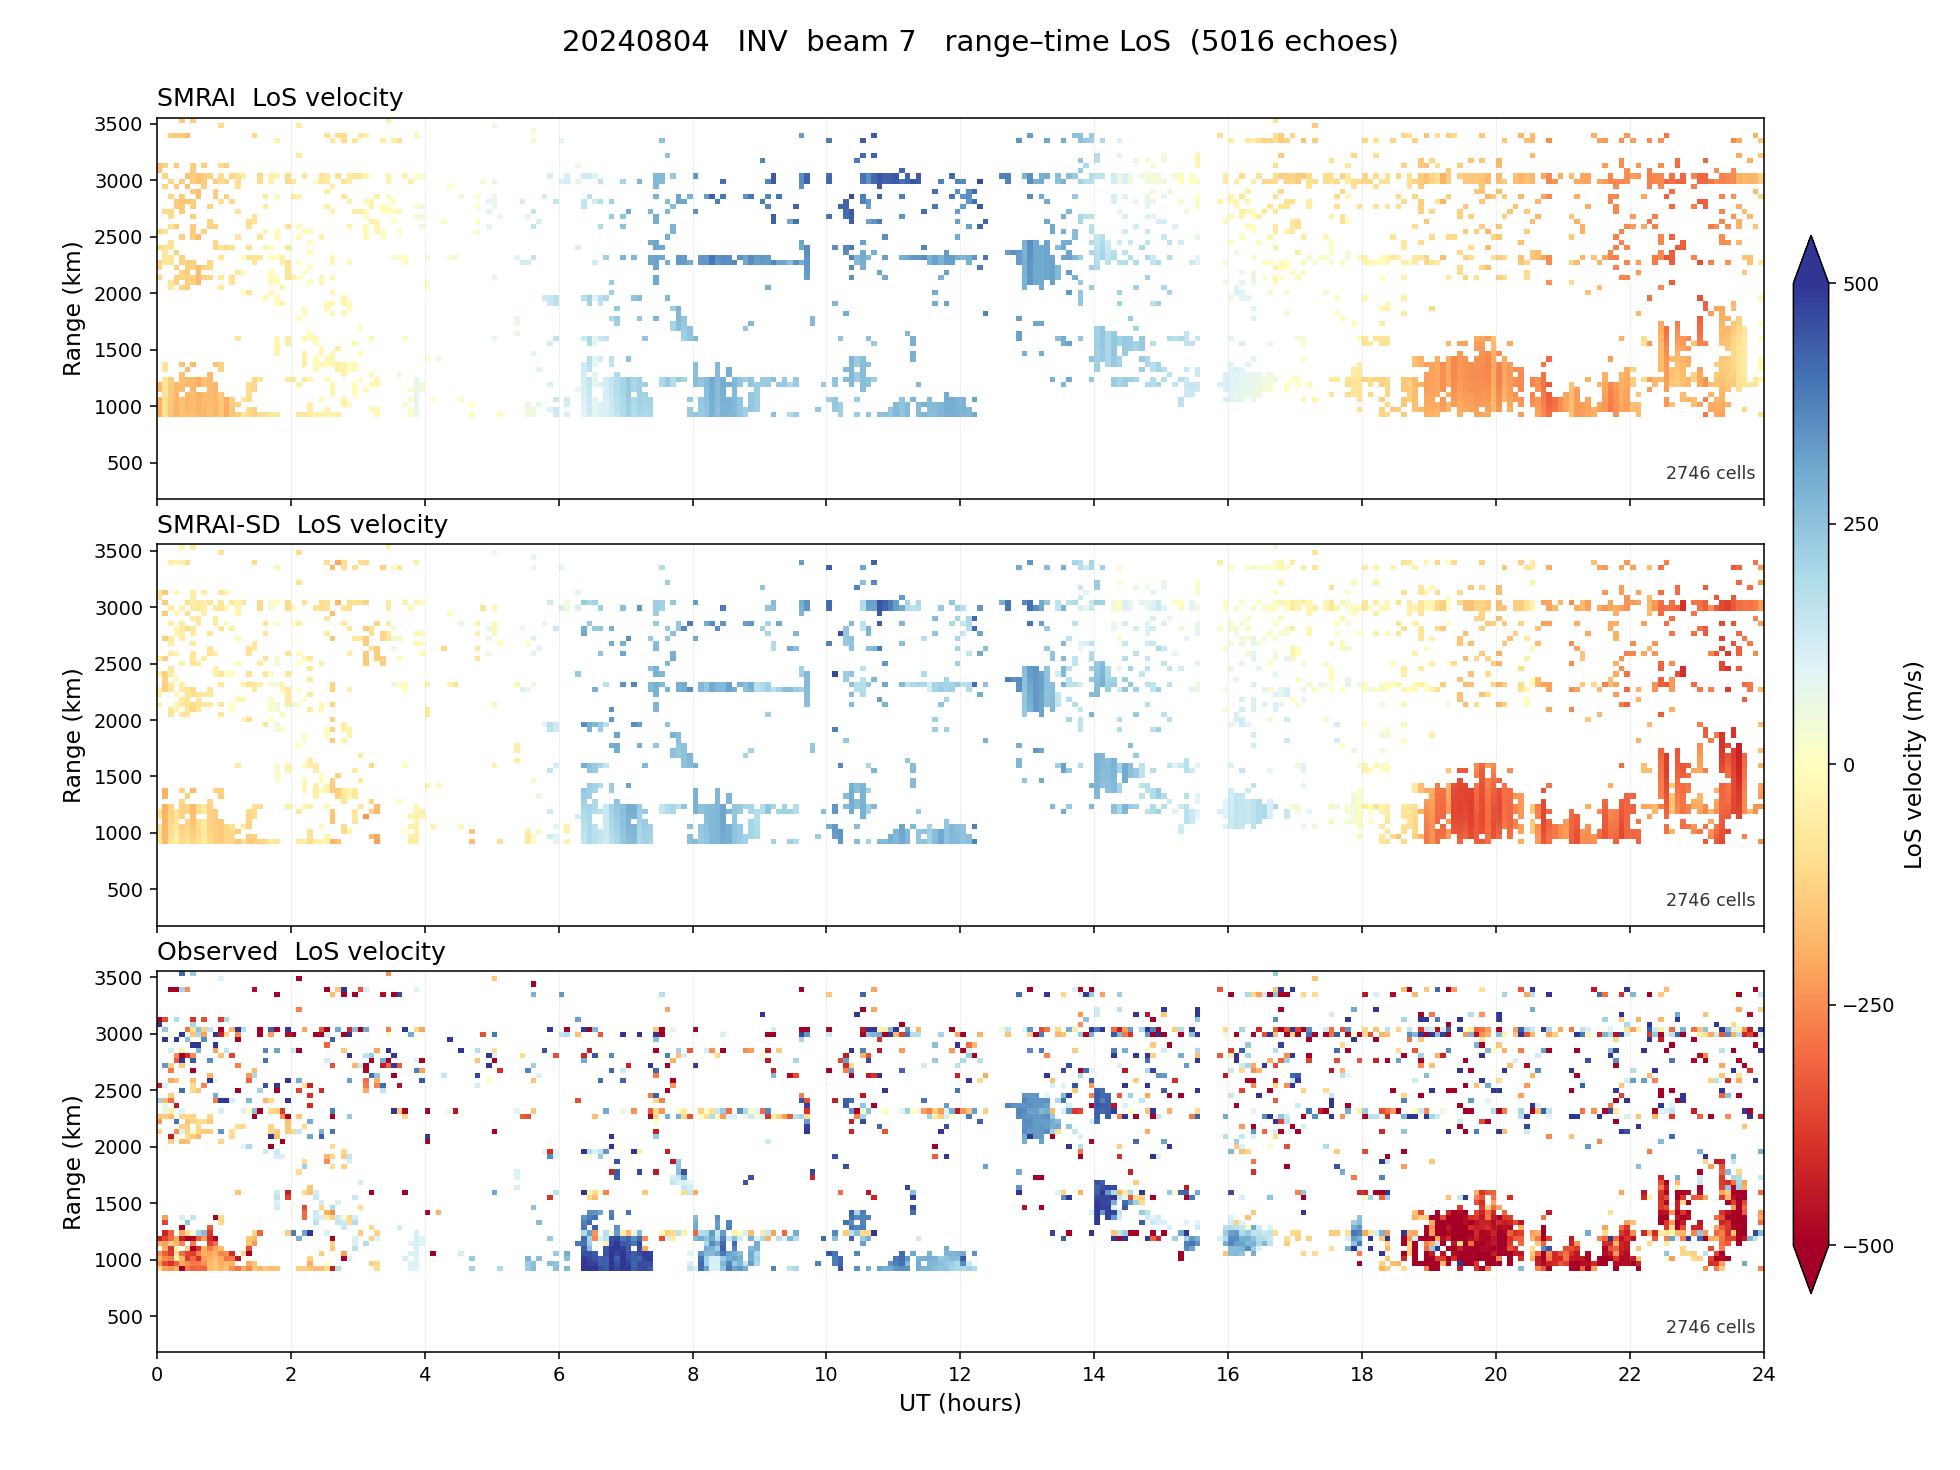 20240804   INV  beam 7   range–time LoS  (5016 echoes)
SMRAI  LoS velocity
3500
3000
2500
2000
1500
1000
500
Range (km)
2746 cells
SMRAI-SD  LoS velocity
3500
3000
2500
2000
1500
1000
500
Range (km)
2746 cells
Observed  LoS velocity
3500
3000
2500
2000
1500
1000
500
Range (km)
2746 cells
0 2 4 6 8 10 12 14 16 18 20 22 24
UT (hours)
500
250
0
−250
−500
LoS velocity (m/s)